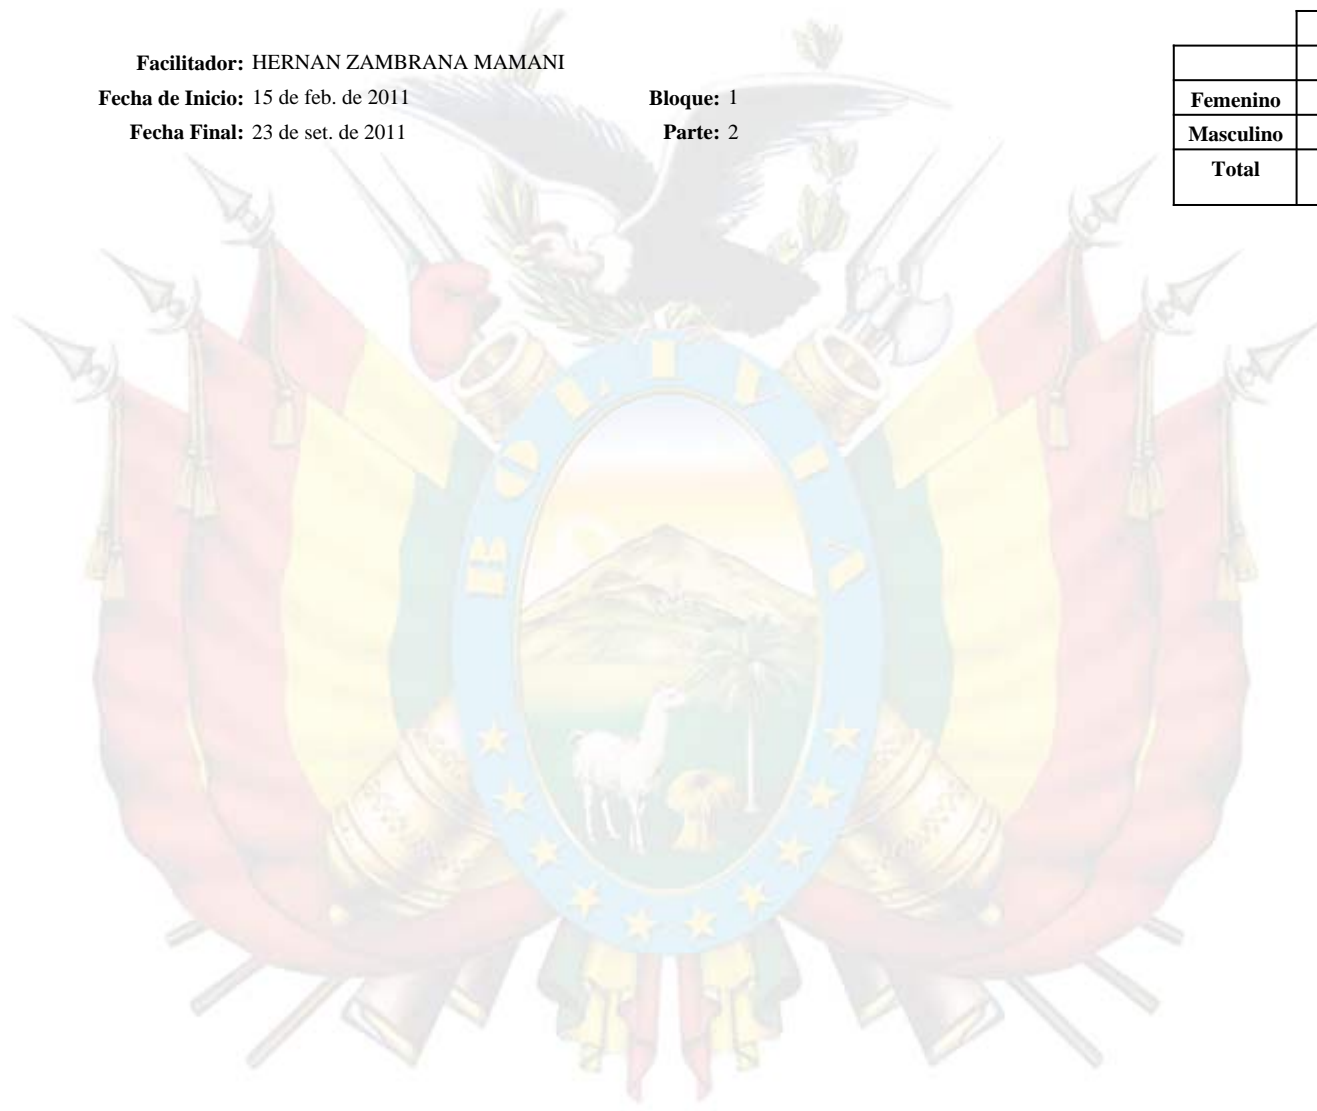 Facilitador: HERNAN ZAMBRANA MAMANI
Fecha de Inicio: 15 de feb. de 2011 Bloque: 1
Fecha Final: 23 de set. de 2011 Parte: 2
Femenino
Masculino
Total
BOLIVIA